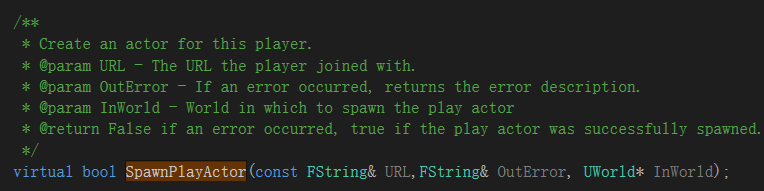 /**
 * Create an actor for this player.
 * @param URL - The URL the player joined with.
 * @param OutError - If an error occurred, returns the error description.
 * @param InWorld - World in which to spawn the play actor
 * @return False if an error occurred, true if the play actor was successfully spawned.
 */
virtual bool SpawnPlayActor(const FString& URL,FString& OutError, UWorld* InWorld);